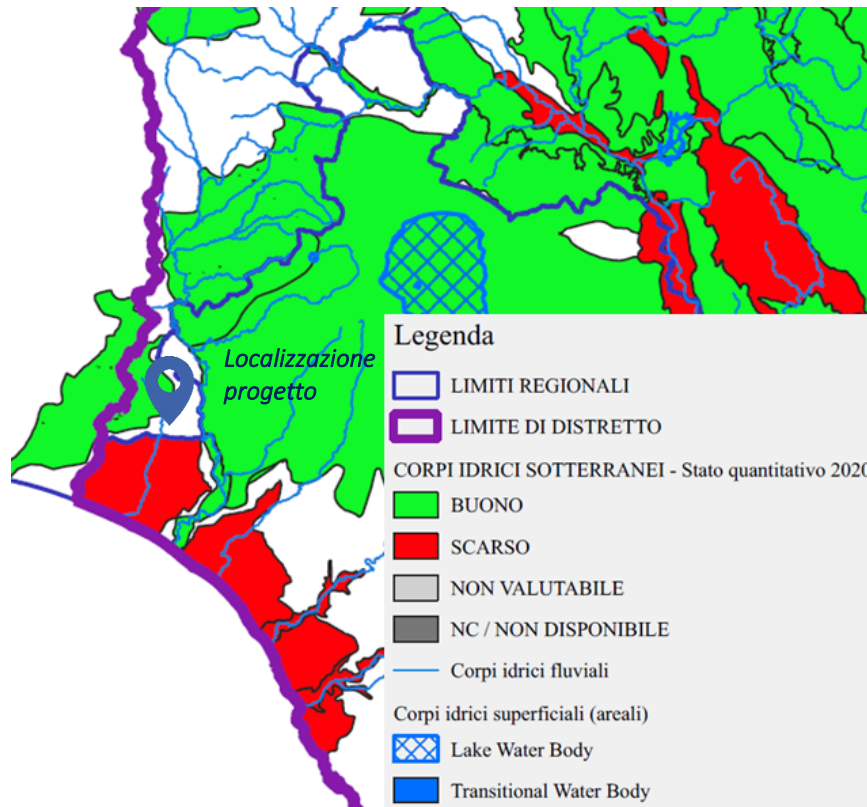 Localizzazione
progetto
Legenda
LIMITI REGIONALI
LIMITE DI DISTRETTO
CORPI IDRICI SOTTERRANEI - Stato quantitativo 2020
BUONO
SCARSO
NON VALUTABILE
NC / NON DISPONIBILE
Corpi idrici fluviali
Corpi idrici superficiali (areali)
Lake Water Body
Transitional Water Body